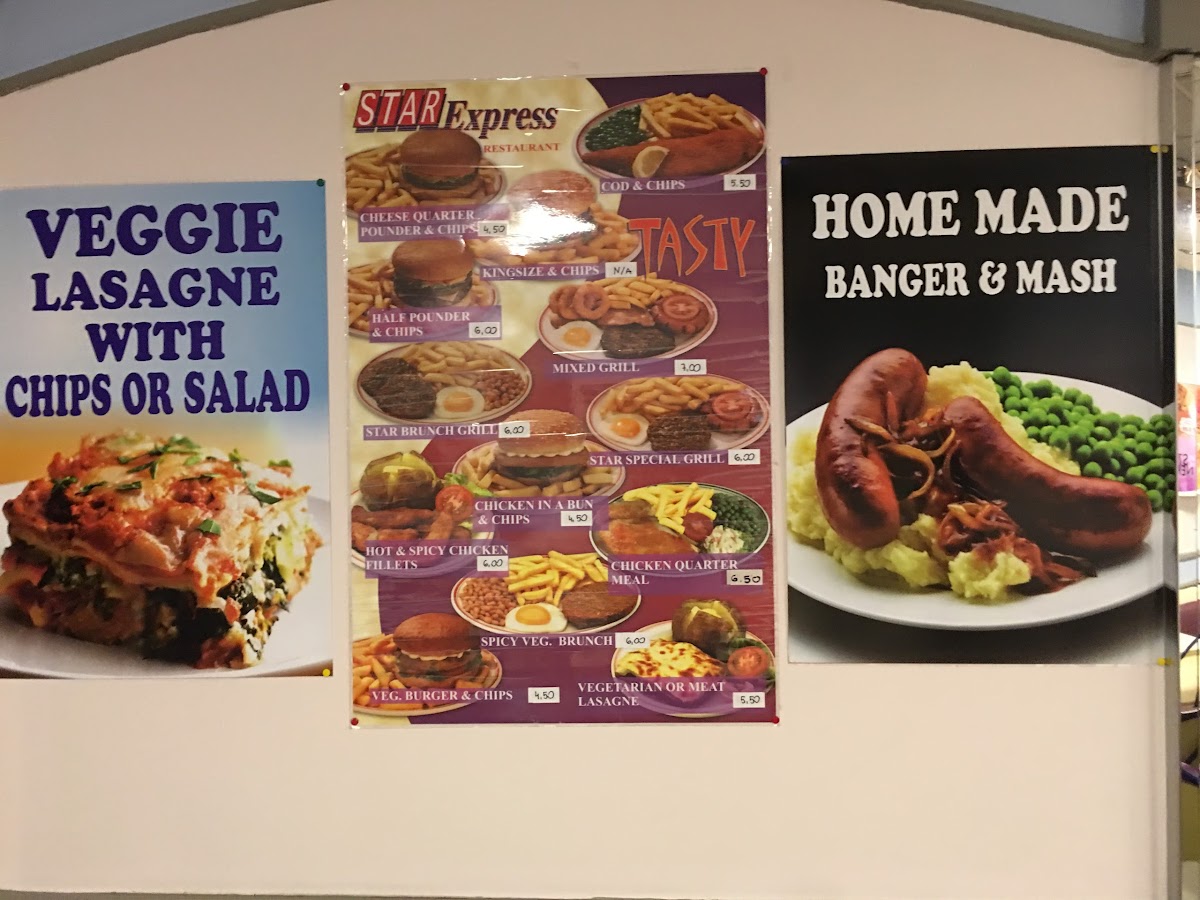 VEGGIE
LASAGNE
WITH
CHIPS OR SALAD
STAR Express
RESTAURANT
COD & CHIPS 5.50
CHEESE QUARTER
POUNDER & CHIPS 4.50
TASTY
KINGSIZE & CHIPS N/A
HALF POUNDER
& CHIPS 6,00
MIXED GRILL 7.00
STAR BRUNCH GRILL 6,00
STAR SPECIAL GRILL 6,00
CHICKEN IN A BUN
& CHIPS 4.50
HOT & SPICY CHICKEN
FILLETS 6,00
CHICKEN QUARTER
MEAL 6.50
SPICY VEG. BRUNCH 6,00
VEG. BURGER & CHIPS 4.50
VEGETARIAN OR MEAT
LASAGNE 5.50
HOME MADE
BANGER & MASH